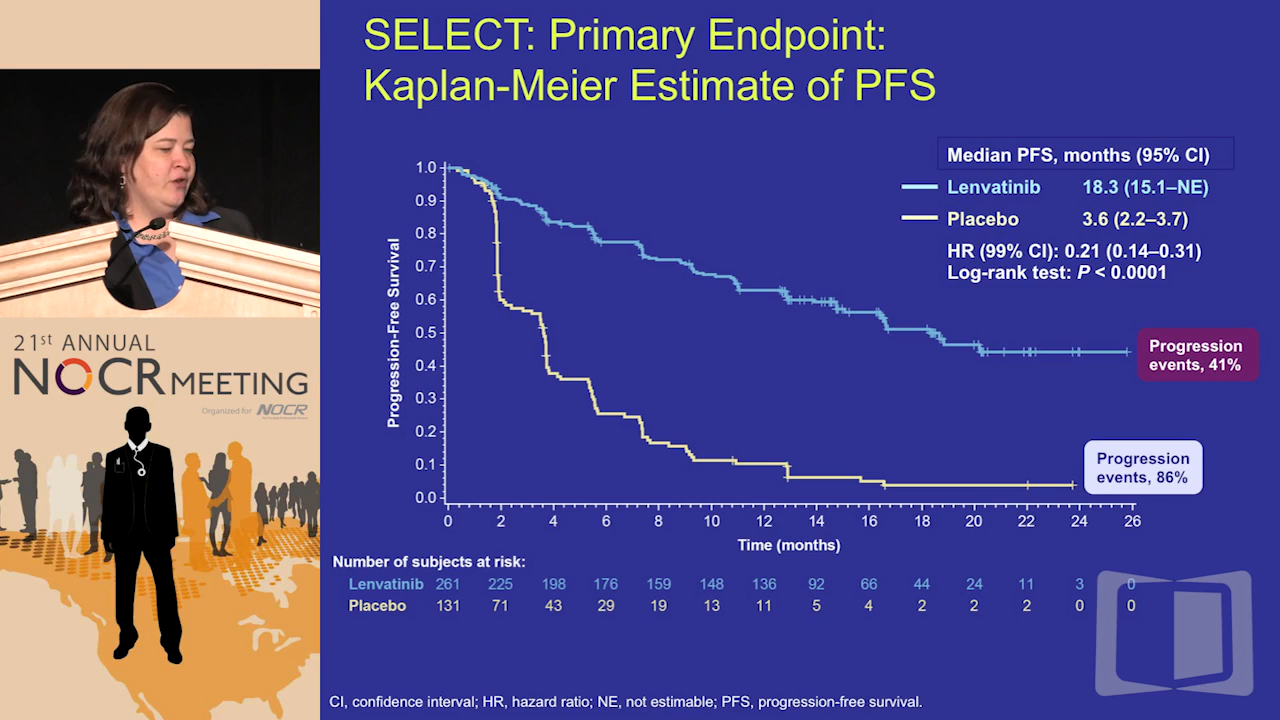 SELECT: Primary Endpoint:
Kaplan-Meier Estimate of PFS
21st ANNUAL
NOCR MEETING
Organized for NOCR
Progression-Free Survival
1.0
0.9
0.8
0.7
0.6
0.5
0.4
0.3
0.2
0.1
0.0
Median PFS, months (95% CI)
Lenvatinib 18.3 (15.1–NE)
Placebo 3.6 (2.2–3.7)
HR (99% CI): 0.21 (0.14–0.31)
Log-rank test: P < 0.0001
Progression
events, 41%
Progression
events, 86%
0 2 4 6 8 10 12 14 16 18 20 22 24 26
Time (months)
Number of subjects at risk:
Lenvatinib 261 225 198 176 159 148 136 92 66 44 24 11 3 0
Placebo 131 71 43 29 19 13 11 5 4 2 2 2 0 0
CI, confidence interval; HR, hazard ratio; NE, not estimable; PFS, progression-free survival.